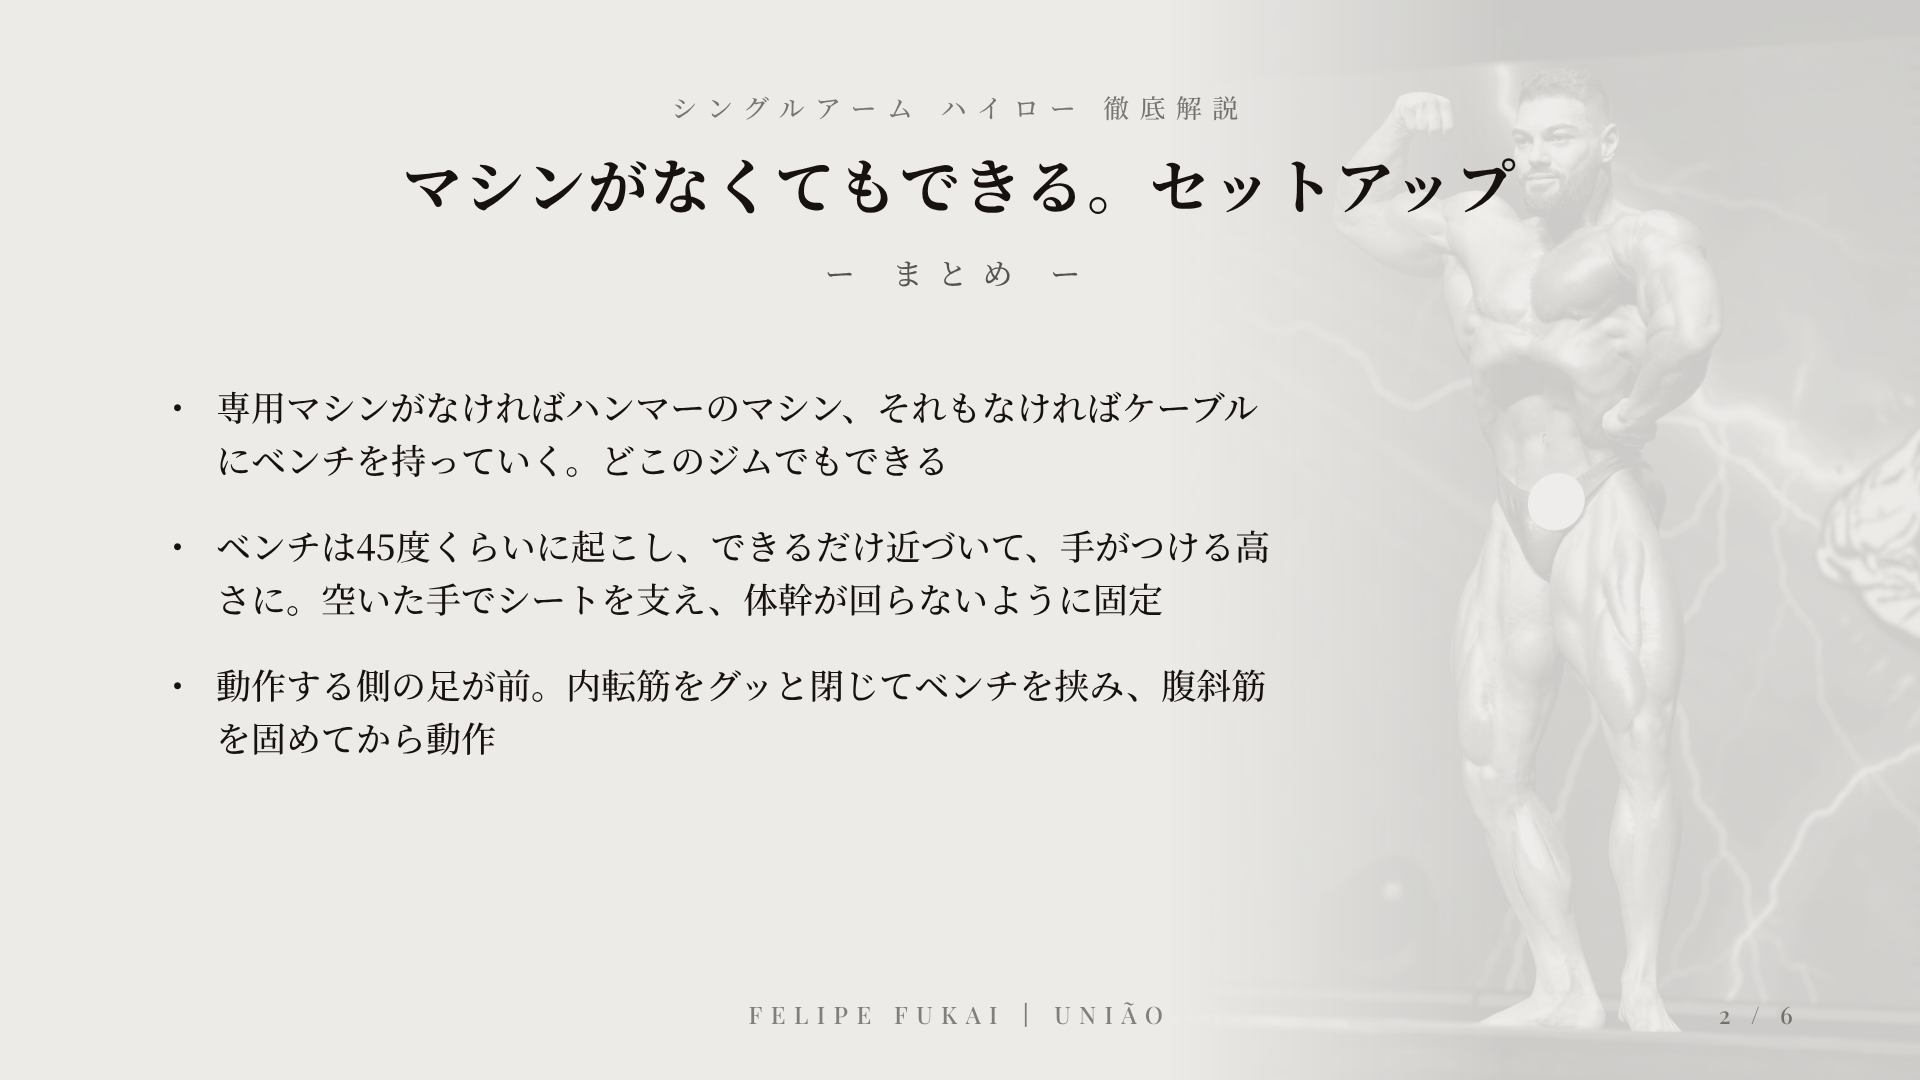 シングルアーム ハイロー 徹底解説
マシンがなくてもできる。セットアップ
ー まとめ ー
・ 専用マシンがなければハンマーのマシン、それもなければケーブル
にベンチを持っていく。どこのジムでもできる
・ ベンチは45度くらいに起こし、できるだけ近づいて、手がつける高
さに。空いた手でシートを支え、体幹が回らないように固定
・ 動作する側の足が前。内転筋をグッと閉じてベンチを挟み、腹斜筋
を固めてから動作
FELIPE FUKAI | UNIÃO
2 / 6